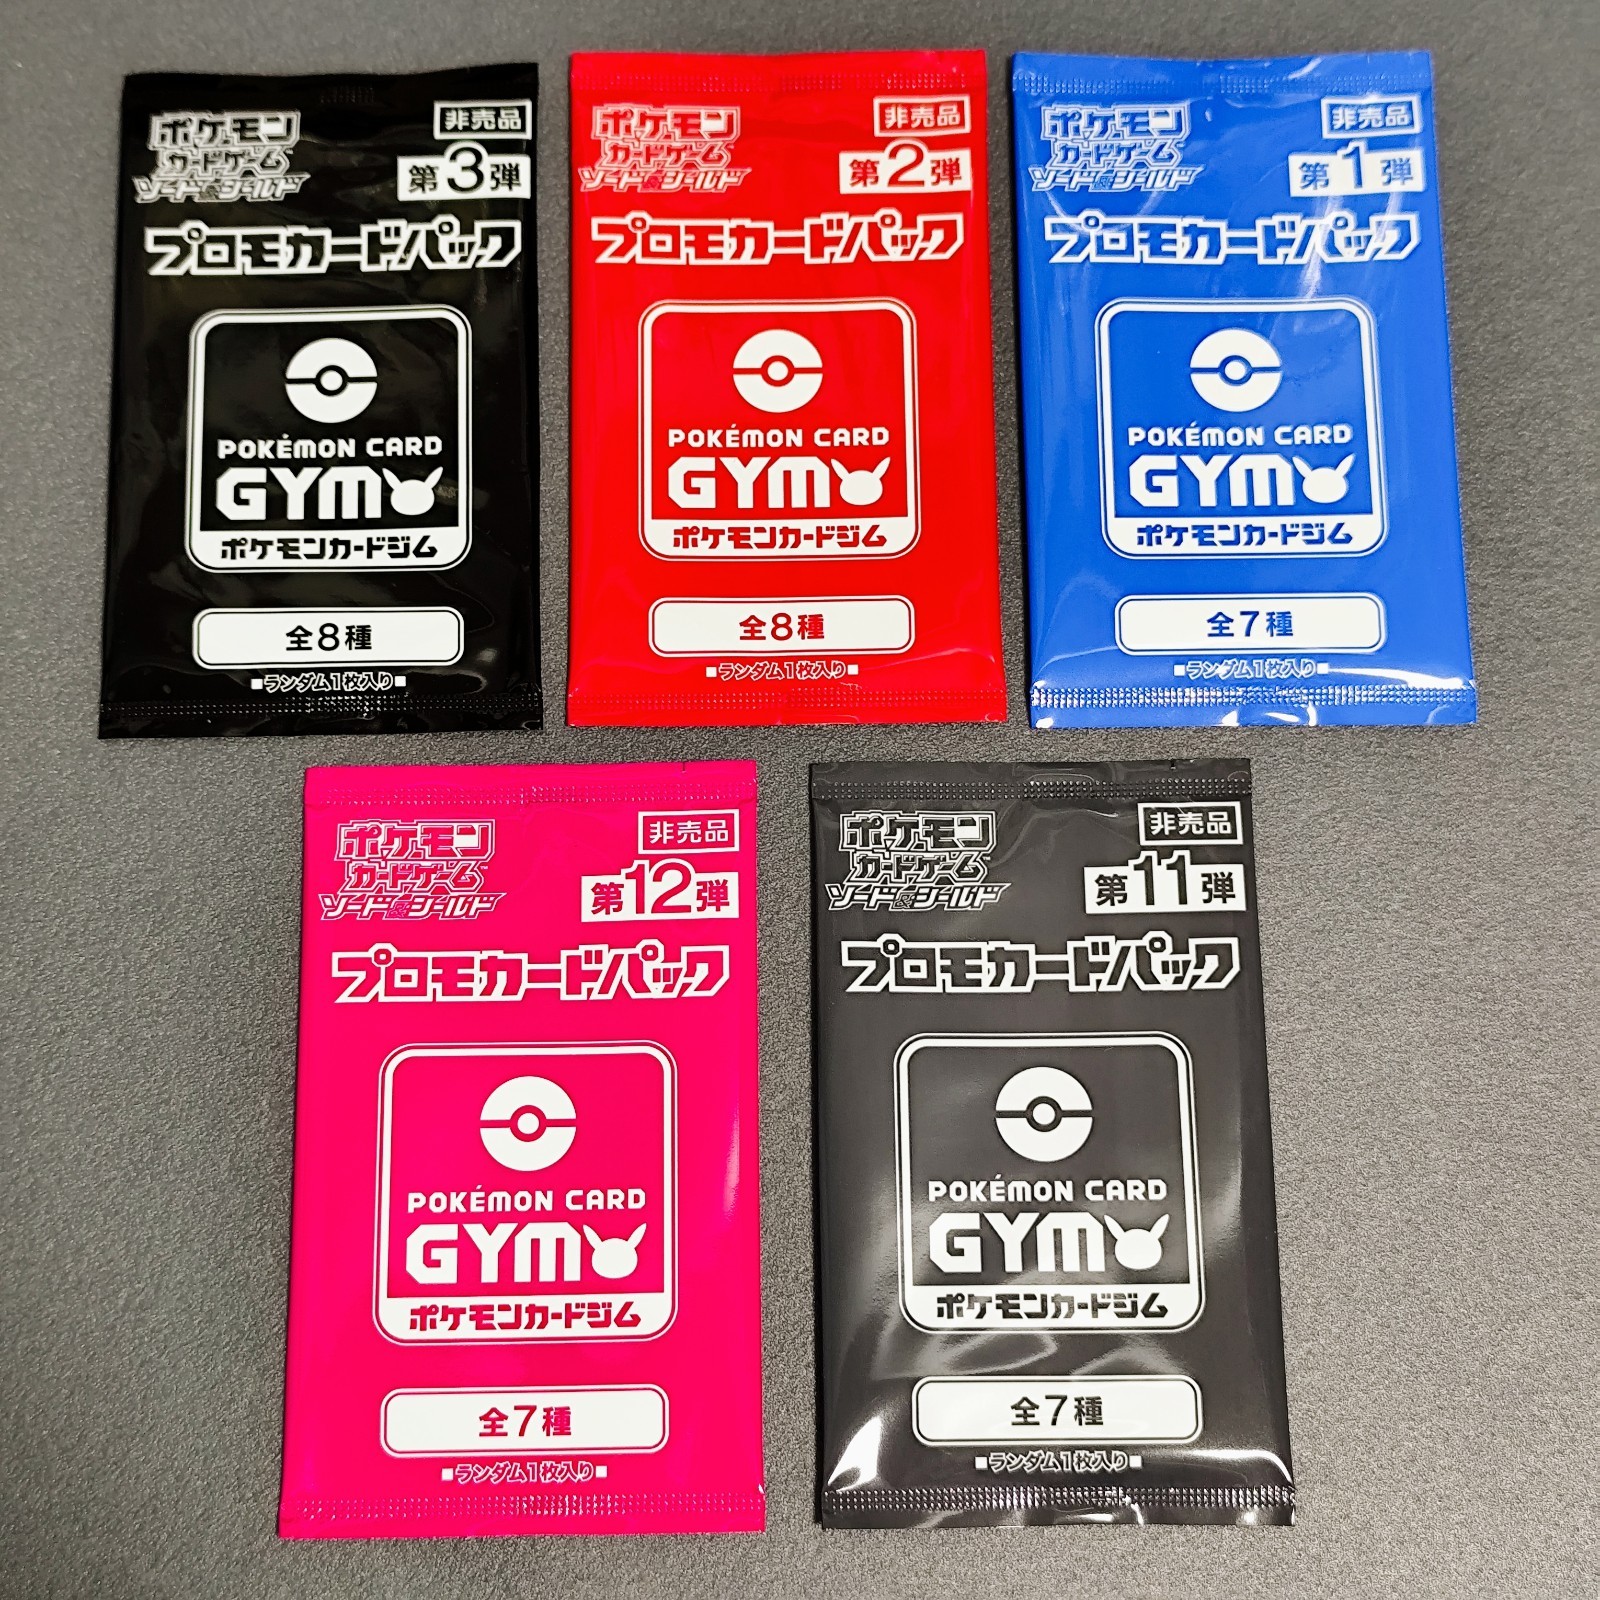 ポケモン
カードゲーム
ソード&シールド
非売品
第3弾
プロモカードパック
POKÉMON CARD
GYM
ポケモンカードジム
全8種
■ランダム1枚入り■
ポケモン
カードゲーム
ソード&シールド
非売品
第2弾
プロモカードパック
POKÉMON CARD
GYM
ポケモンカードジム
全8種
■ランダム1枚入り■
ポケモン
カードゲーム
ソード&シールド
非売品
第1弾
プロモカードパック
POKÉMON CARD
GYM
ポケモンカードジム
全7種
■ランダム1枚入り■
ポケモン
カードゲーム
ソード&シールド
非売品
第12弾
プロモカードパック
POKÉMON CARD
GYM
ポケモンカードジム
全7種
■ランダム1枚入り■
ポケモン
カードゲーム
ソード&シールド
非売品
第11弾
プロモカードパック
POKÉMON CARD
GYM
ポケモンカードジム
全7種
■ランダム1枚入り■